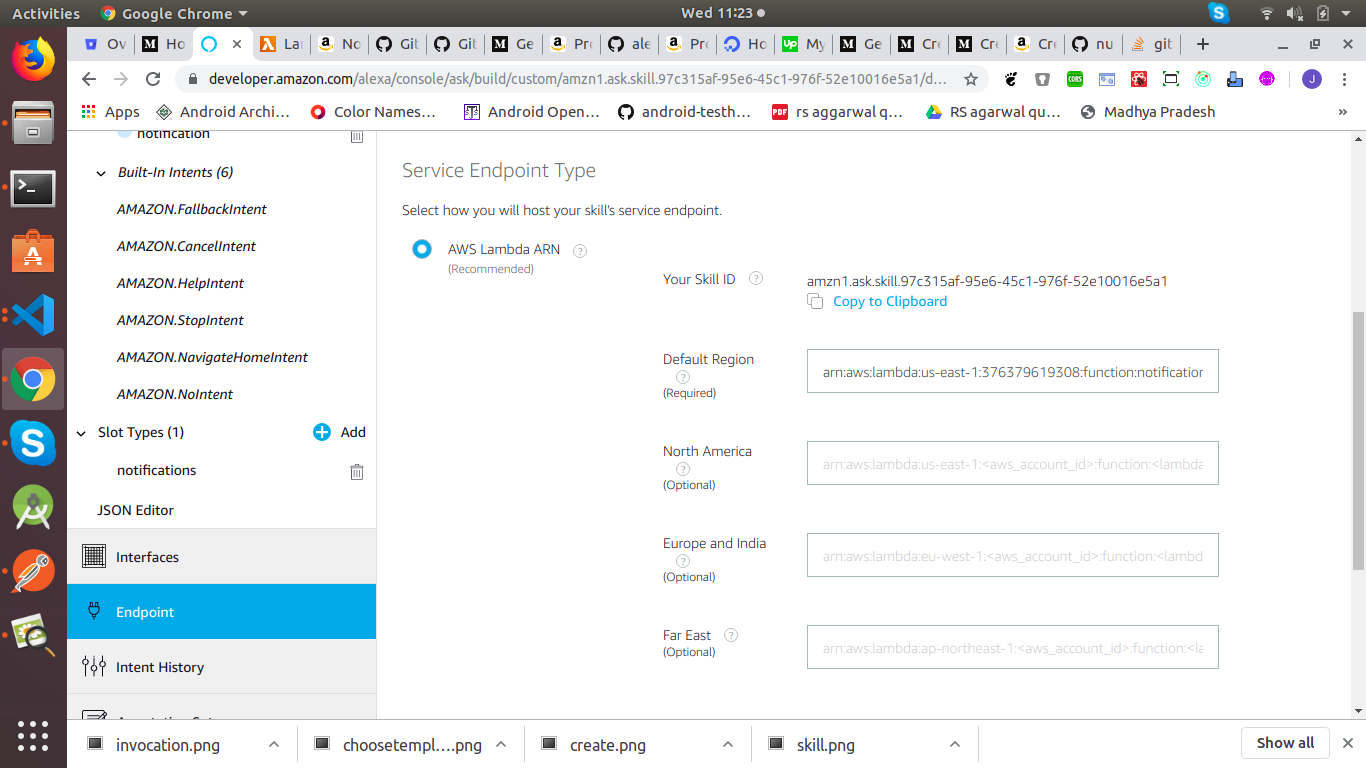 Activities
Google Chrome
Wed 11:23
Ov
Ho
Lau
No
Git
Git
Ge
Pro
ale
Pro
Ho
My
Ge
Cre
Cre
Cre
nu
git
developer.amazon.com/alexa/console/ask/build/custom/amzn1.ask.skill.97c315af-95e6-45c1-976f-52e10016e5a1/d…
CORS
J
Apps
Android Archi…
Color Names…
Android Open…
android-testh…
PDF
rs aggarwal q…
RS agarwal qu…
Madhya Pradesh
»
notification
Built-In Intents (6)
AMAZON.FallbackIntent
AMAZON.CancelIntent
AMAZON.HelpIntent
AMAZON.StopIntent
AMAZON.NavigateHomeIntent
AMAZON.NoIntent
Slot Types (1)
Add
notifications
JSON Editor
Interfaces
Endpoint
Intent History
Service Endpoint Type
Select how you will host your skill's service endpoint.
AWS Lambda ARN ?
(Recommended)
Your Skill ID ?
amzn1.ask.skill.97c315af-95e6-45c1-976f-52e10016e5a1
Copy to Clipboard
Default Region
?
(Required)
arn:aws:lambda:us-east-1:376379619308:function:notification
North America
?
(Optional)
arn:aws:lambda:us-east-1:<aws_account_id>:function:<lambda
Europe and India
?
(Optional)
arn:aws:lambda:eu-west-1:<aws_account_id>:function:<lambd
Far East ?
(Optional)
arn:aws:lambda:ap-northeast-1:<aws_account_id>:function:<la
invocation.png
choosetempl….png
create.png
skill.png
Show all